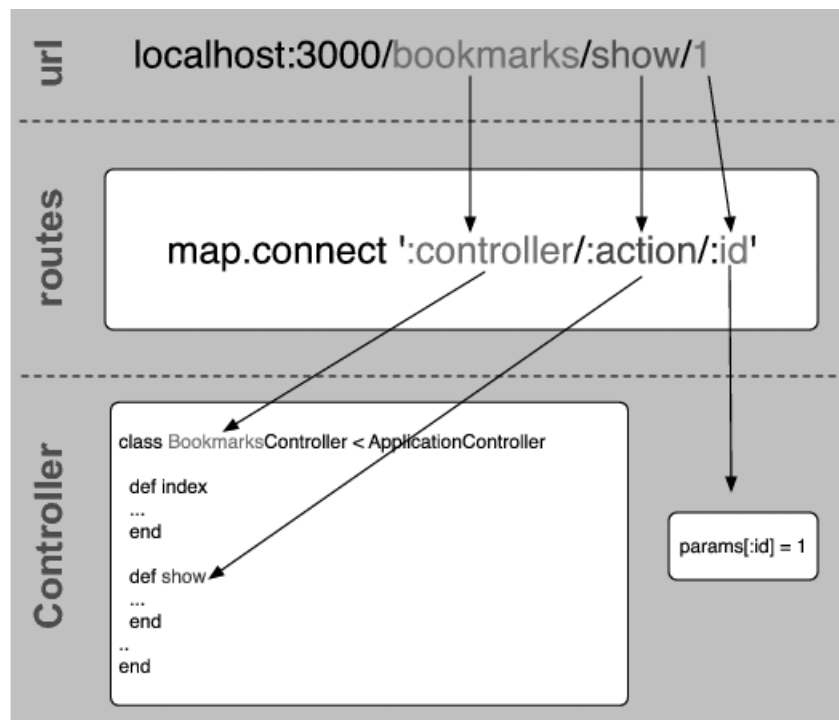 url
localhost:3000/bookmarks/show/1
routes
map.connect ':controller/:action/:id'
Controller
class BookmarksController < ApplicationController
def index
...
end
def show
...
end
..
end
params[:id] = 1